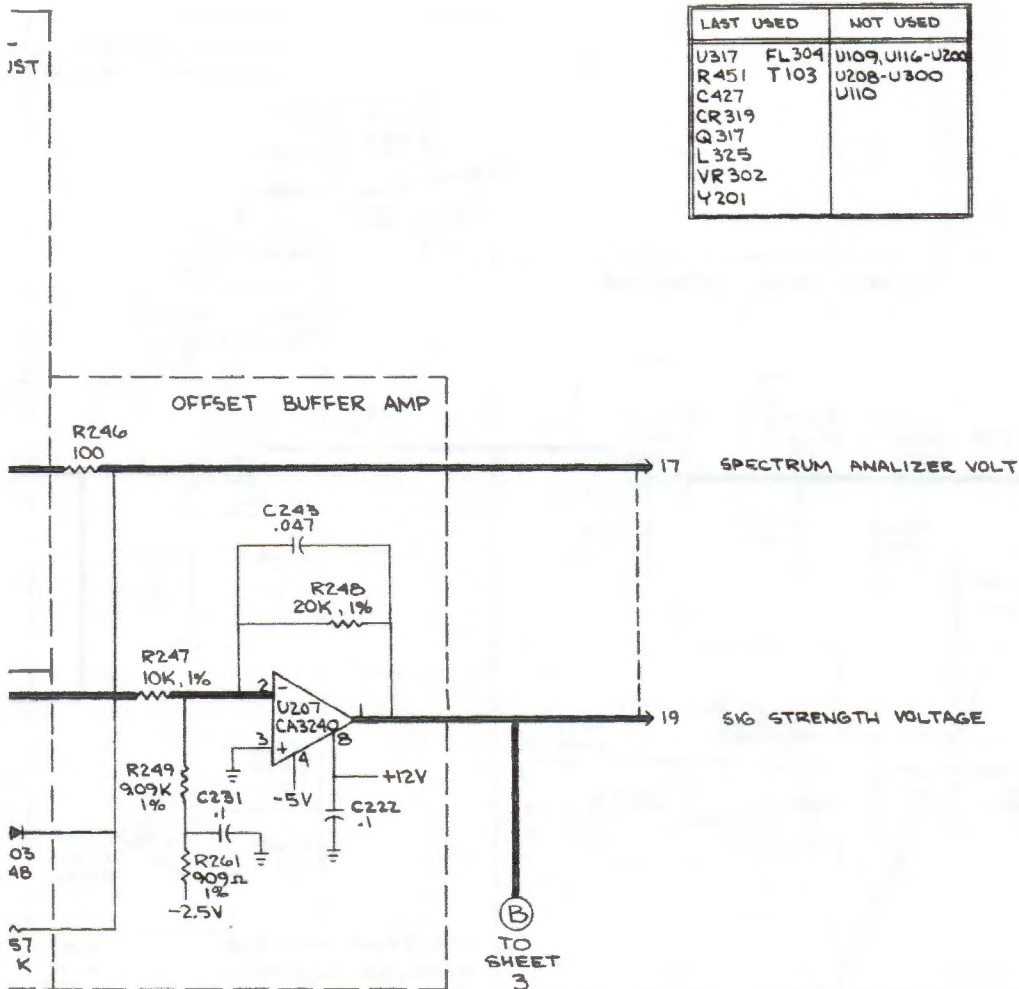 LAST USED NOT USED
U317 FL304 U109, U116-U200
R451 T103 U208-U300
C427 U110
CR319
Q317
L325
VR302
Y201
UST
OFFSET BUFFER AMP
R246
100
17 SPECTRUM ANALIZER VOLT
C243
.047
R248
20K, 1%
R247
10K, 1%
2 -
U207
CA3240
1
8
3 +
4
19 SIG STRENGTH VOLTAGE
+12V
-5V
R249
9.09K
1%
C231
.1
C222
.1
R261
909Ω
1%
-2.5V
03
48
57
K
B
TO
SHEET
3